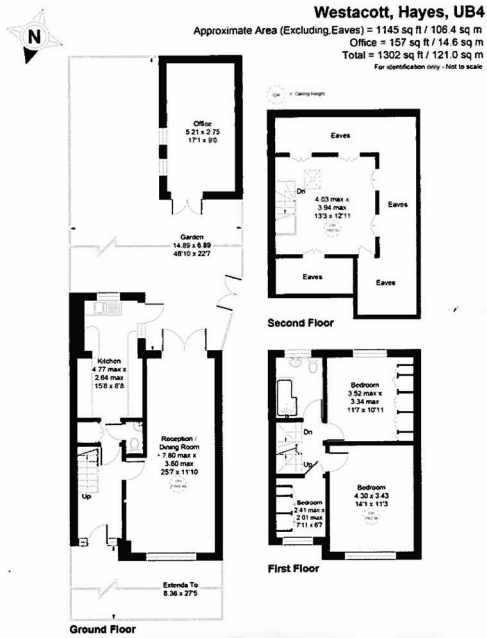 Westacott, Hayes, UB4
Approximate Area (Excluding Eaves) = 1145 sq ft / 106.4 sq m
Office = 157 sq ft / 14.6 sq m
Total = 1302 sq ft / 121.0 sq m
For identification only - Not to scale
N
CH
= Ceiling Height
Office
5.21 x 2.75
17'1 x 9'0
Garden
14.89 x 6.89
48'10 x 22'7
Kitchen
4.77 max x
2.64 max
15'8 x 8'8
Reception /
Dining Room
7.80 max x
3.60 max
25'7 x 11'10
CH
Up
Extends To
8.36 x 27'5
Ground Floor
Eaves
Dn
4.03 max x
3.94 max
13'3 x 12'11
CH
Eaves
Eaves
Eaves
Second Floor
Bedroom
3.52 max x
3.34 max
11'7 x 10'11
Dn
Up
Bedroom
2.41 max x
2.01 max
7'11 x 6'7
Bedroom
4.30 x 3.43
14'1 x 11'3
CH
First Floor